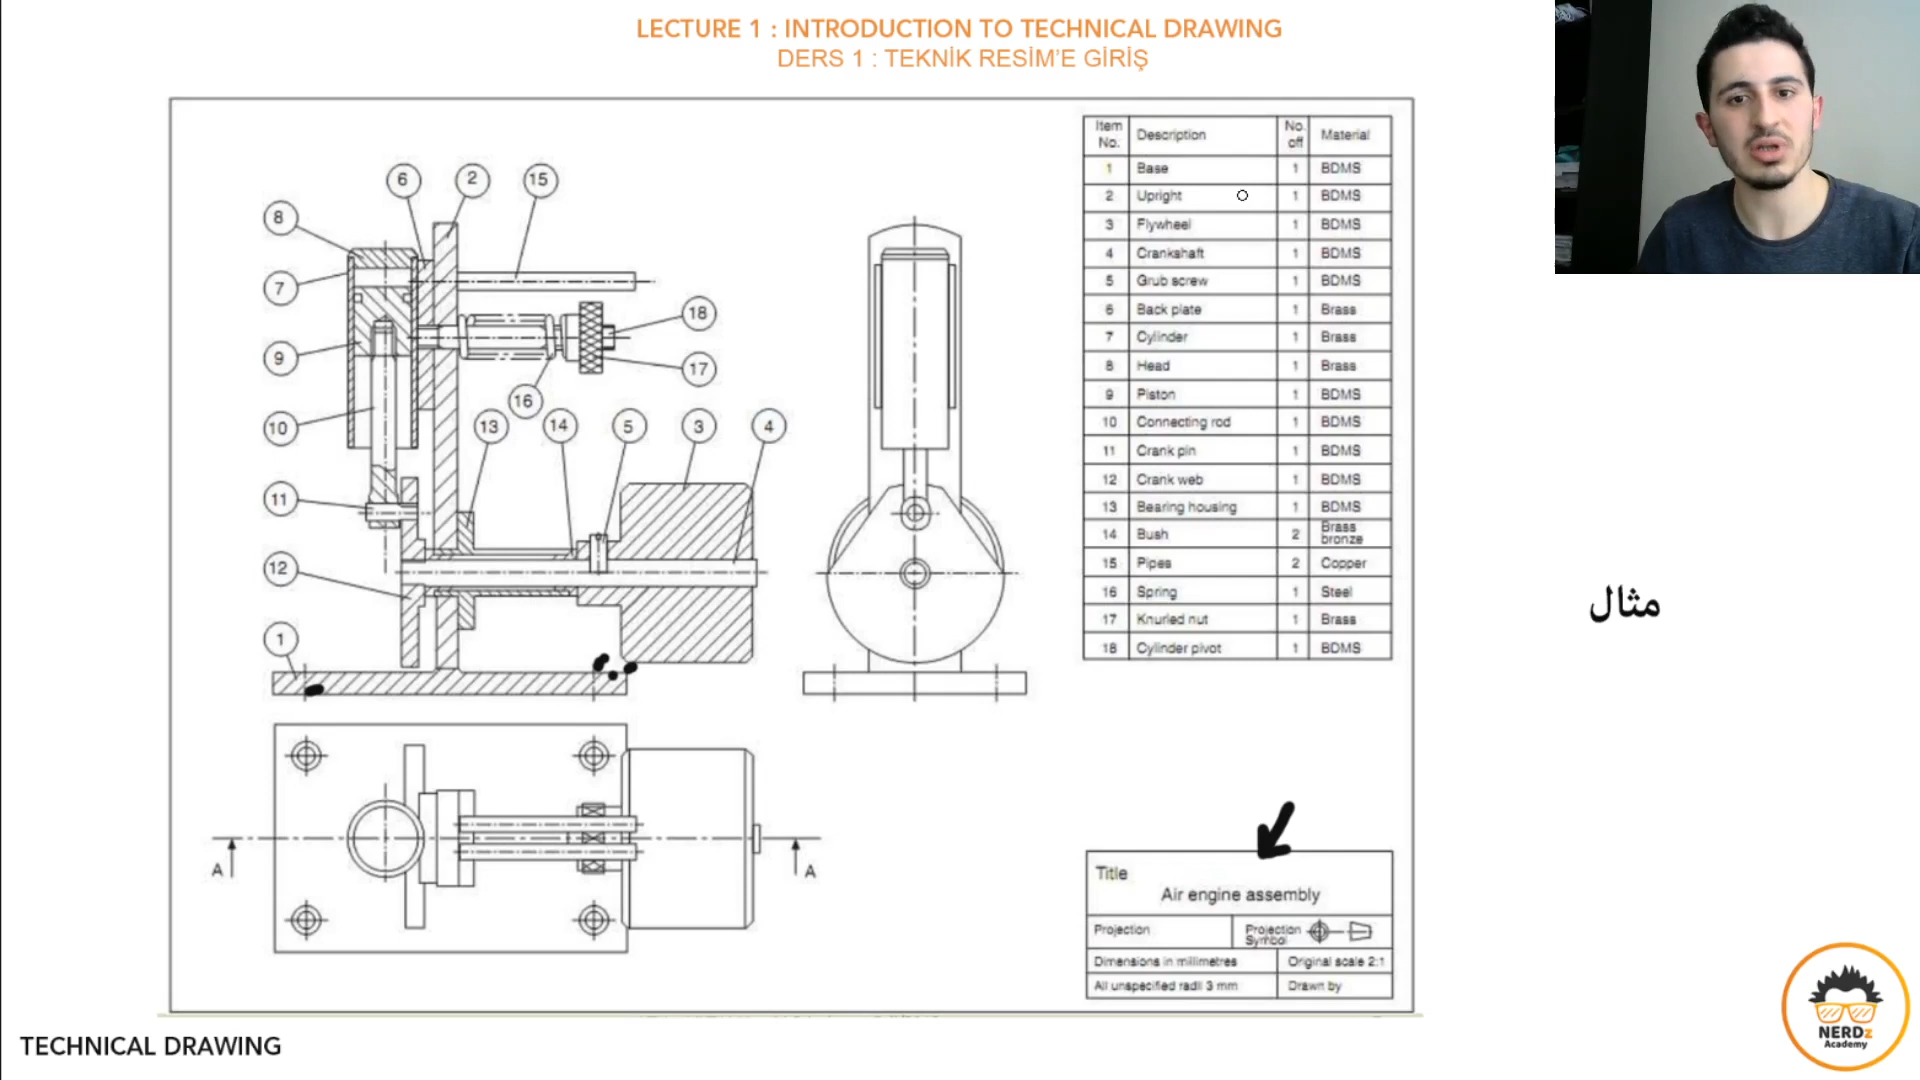 LECTURE 1 : INTRODUCTION TO TECHNICAL DRAWING
DERS 1 : TEKNİK RESİM'E GİRİŞ
6
2
15
8
7
18
9
17
16
10
13
14
5
3
4
11
12
1
A
A
Item No. Description No. off Material
1 Base 1 BDMS
2 Upright 1 BDMS
3 Flywheel 1 BDMS
4 Crankshaft 1 BDMS
5 Grub screw 1 BDMS
6 Back plate 1 Brass
7 Cylinder 1 Brass
8 Head 1 Brass
9 Piston 1 BDMS
10 Connecting rod 1 BDMS
11 Crank pin 1 BDMS
12 Crank web 1 BDMS
13 Bearing housing 1 BDMS
14 Bush 2 Brass bronze
15 Pipes 2 Copper
16 Spring 1 Steel
17 Knurled nut 1 Brass
18 Cylinder pivot 1 BDMS
مثال
Title
Air engine assembly
Projection
Projection
Symbol
Dimensions in millimetres
Original scale 2:1
All unspecified radii 3 mm
Drawn by
TECHNICAL DRAWING
NERDz
Academy